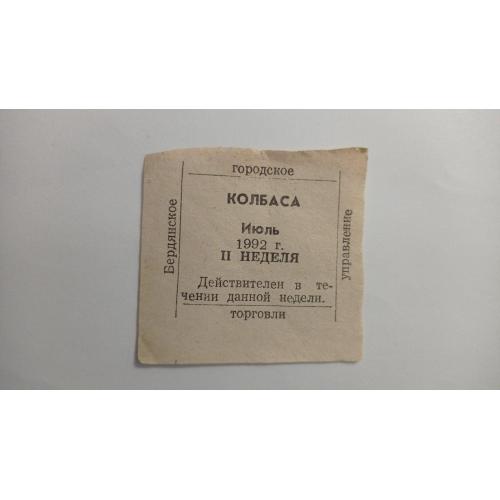 Бердянское
городское
управление
торговли
КОЛБАСА
Июль
1992 г.
II НЕДЕЛЯ
Действителен в те-
чении данной недели.